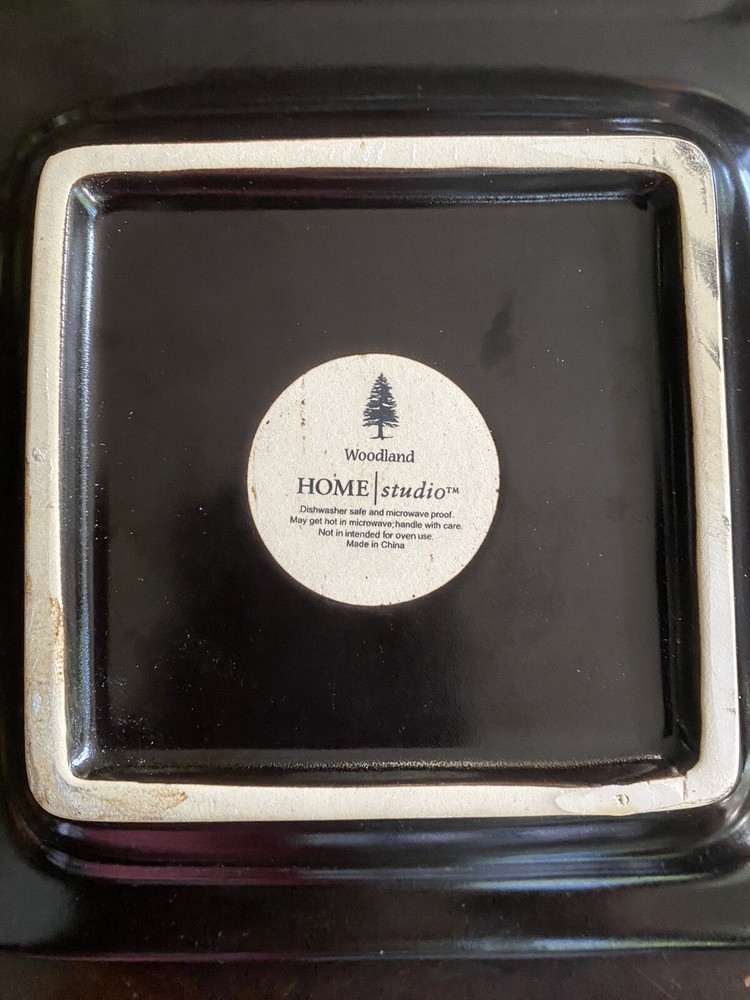 Woodland
HOME|studio™
Dishwasher safe and microwave proof.
May get hot in microwave; handle with care.
Not in intended for oven use.
Made in China